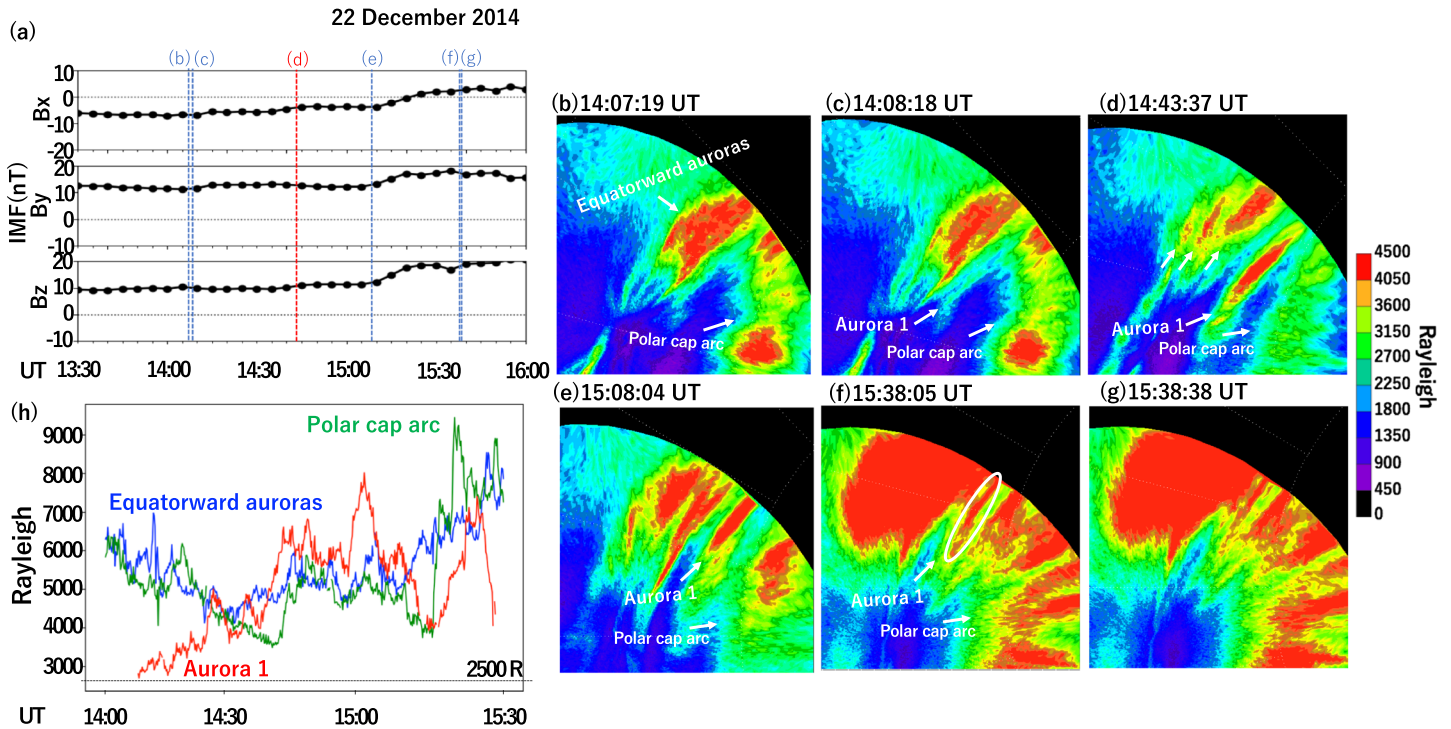 22 December 2014
(a)
(b) (c) (d) (e) (f) (g)
10
0
-10
-20
Bx
20
10
0
-10
By
IMF(nT)
20
10
0
-10
Bz
UT 13:30 14:00 14:30 15:00 15:30 16:00
(b)14:07:19 UT
Equatorward auroras
Polar cap arc
(c)14:08:18 UT
Aurora 1
Polar cap arc
(d)14:43:37 UT
Aurora 1
Polar cap arc
(e)15:08:04 UT
Aurora 1
Polar cap arc
(f)15:38:05 UT
Aurora 1
Polar cap arc
(g)15:38:38 UT
4500
4050
3600
3150
2700
2250
1800
1350
900
450
0
Rayleigh
(h)
Polar cap arc
Equatorward auroras
Aurora 1
2500 R
9000
8000
7000
6000
5000
4000
3000
Rayleigh
UT 14:00 14:30 15:00 15:30